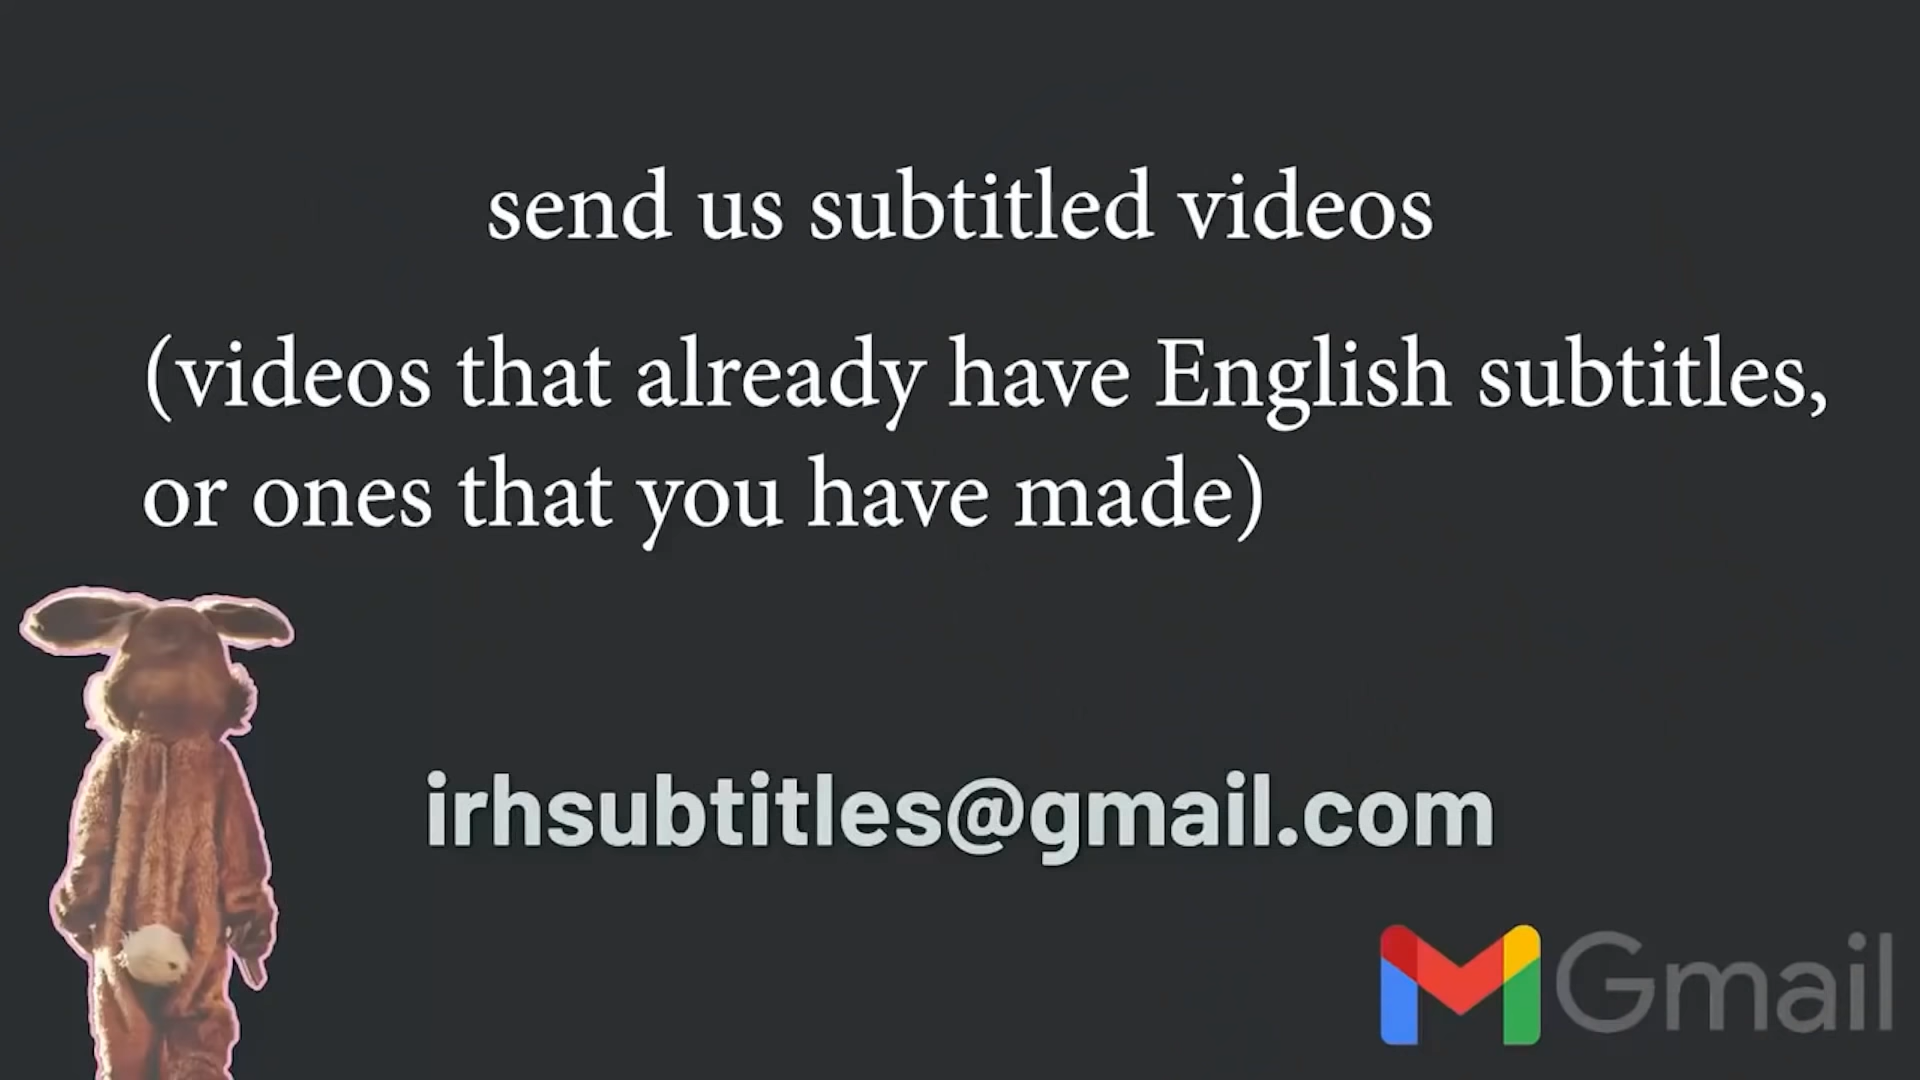 send us subtitled videos
(videos that already have English subtitles,
or ones that you have made)
irhsubtitles@gmail.com
Gmail